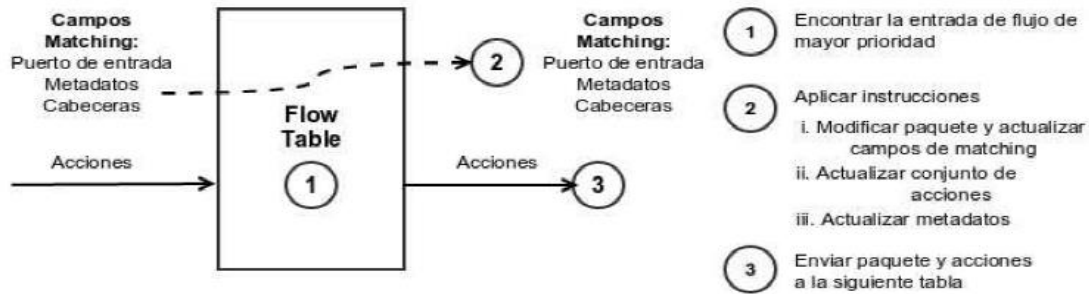 Campos
Matching:
Puerto de entrada
Metadatos
Cabeceras
Acciones
Flow
Table
1
2
Acciones
3
Campos
Matching:
Puerto de entrada
Metadatos
Cabeceras
1
Encontrar la entrada de flujo de
mayor prioridad
2
Aplicar instrucciones
i. Modificar paquete y actualizar
campos de matching
ii. Actualizar conjunto de
acciones
iii. Actualizar metadatos
3
Enviar paquete y acciones
a la siguiente tabla